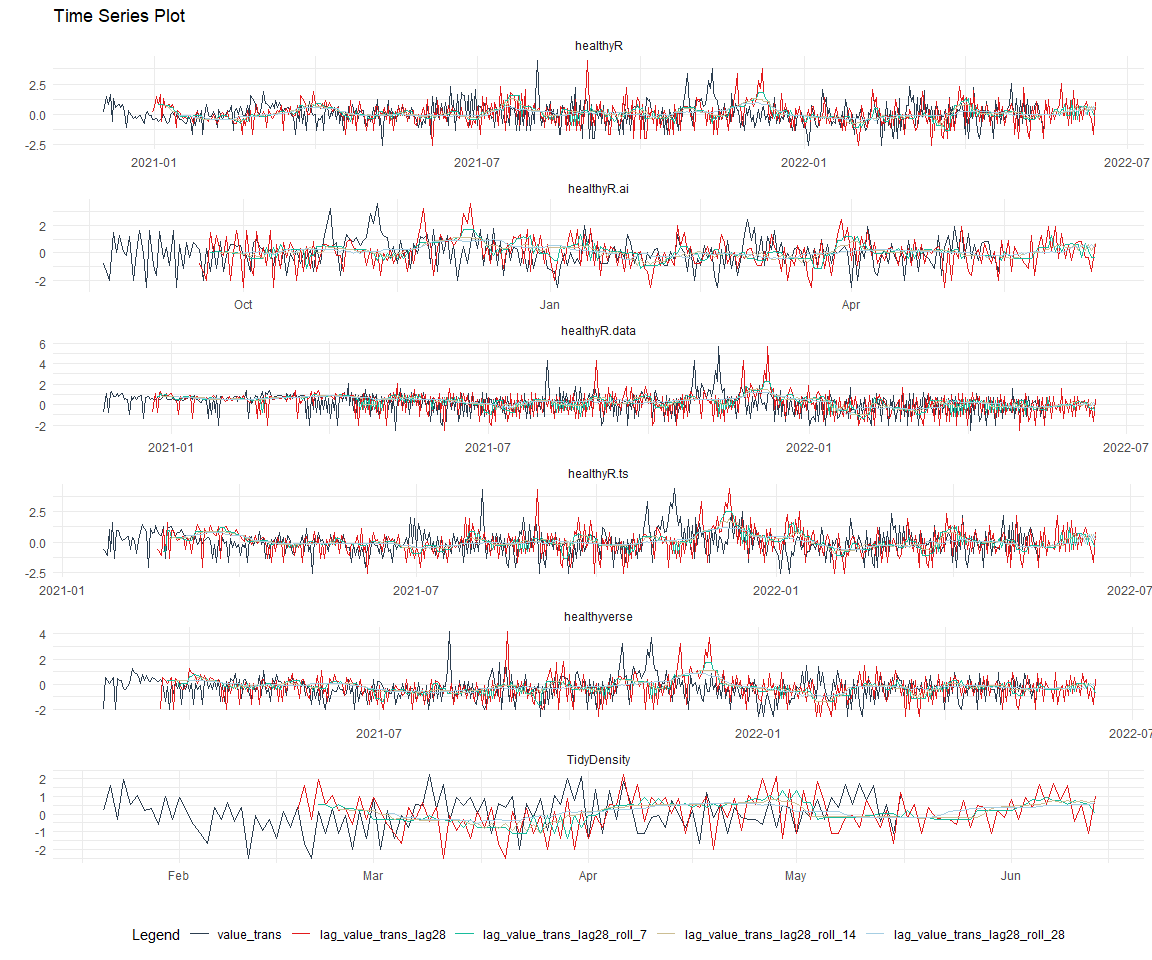 Time Series Plot
healthyR
2.5
0.0
-2.5
2021-01 2021-07 2022-01 2022-07
healthyR.ai
2
0
-2
Oct Jan Apr
healthyR.data
6
4
2
0
-2
2021-01 2021-07 2022-01 2022-07
healthyR.ts
2.5
0.0
-2.5
2021-01 2021-07 2022-01 2022-07
healthyverse
4
2
0
-2
2021-07 2022-01 2022-07
TidyDensity
2
1
0
-1
-2
Feb Mar Apr May Jun
Legend value_trans lag_value_trans_lag28 lag_value_trans_lag28_roll_7 lag_value_trans_lag28_roll_14 lag_value_trans_lag28_roll_28